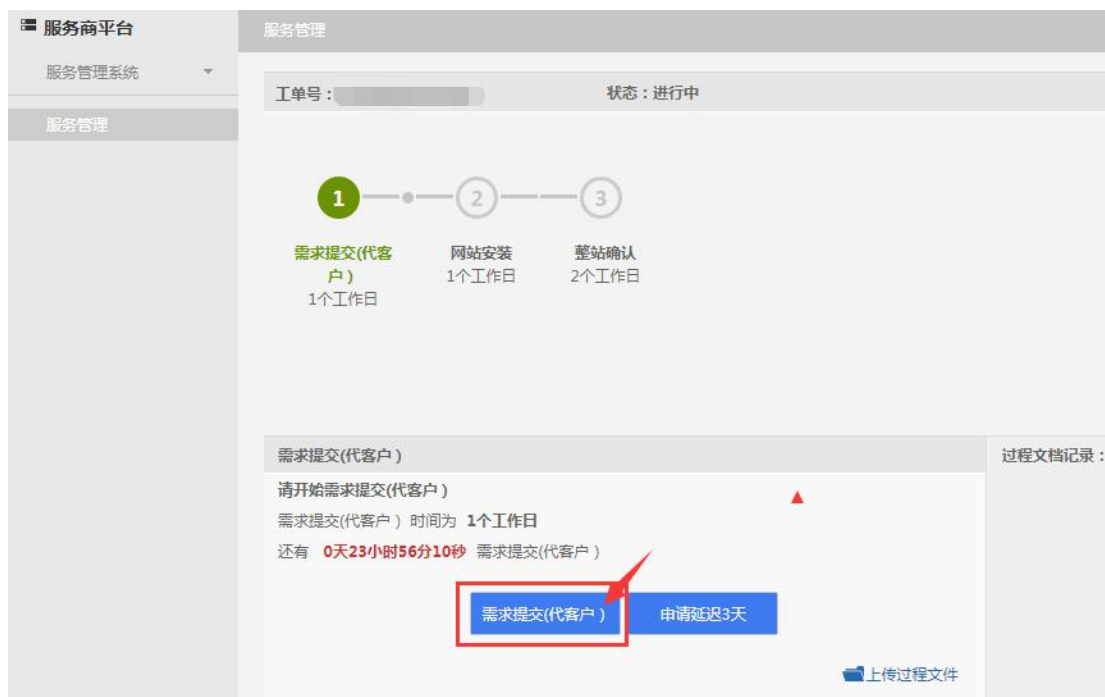 服务商平台
服务管理
服务管理系统
工单号： 状态：进行中
服务管理
1 2 3
需求提交(代客 网站安装 整站确认
户） 1个工作日 2个工作日
1个工作日
需求提交(代客户） 过程文档记录：
请开始需求提交(代客户）
需求提交(代客户） 时间为 1个工作日
还有 0天23小时56分10秒 需求提交(代客户）
需求提交(代客户） 申请延迟3天
上传过程文件